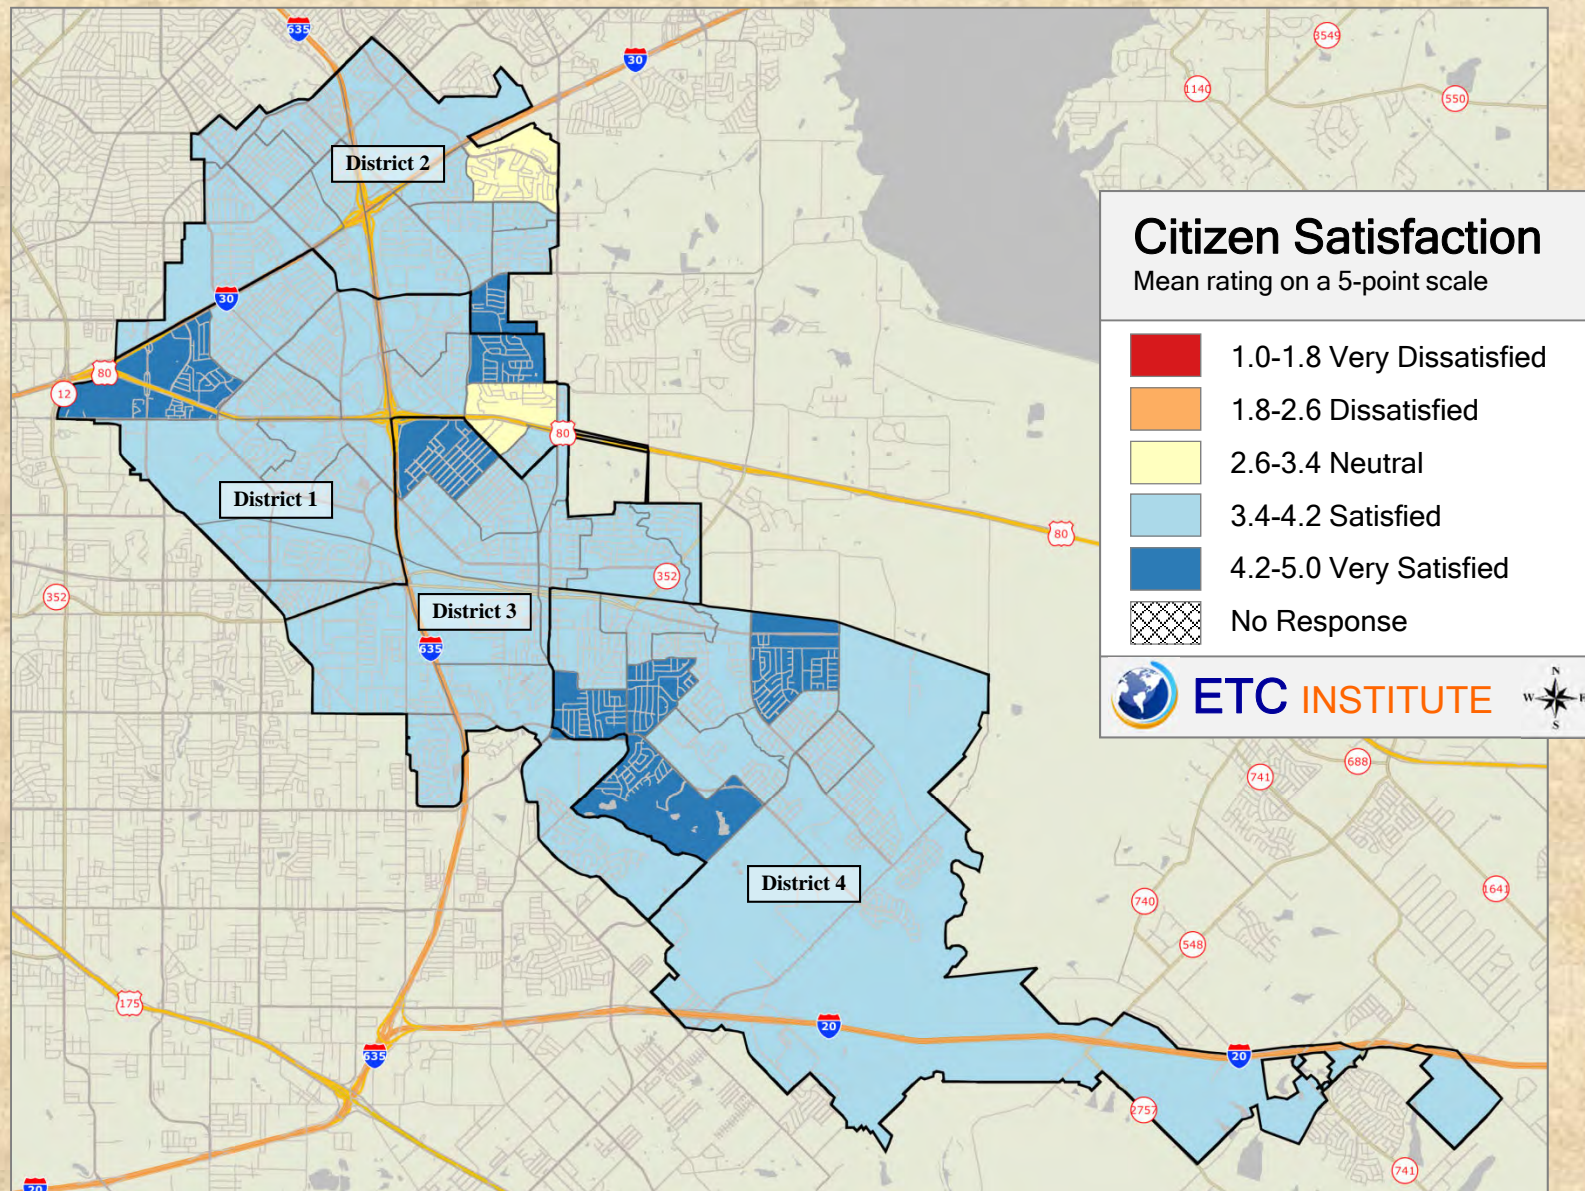 635
30
3549
1140
550
District 2
Citizen Satisfaction
Mean rating on a 5-point scale
30
1.0-1.8 Very Dissatisfied
80
12
1.8-2.6 Dissatisfied
80
2.6-3.4 Neutral
District 1
3.4-4.2 Satisfied
80
352
4.2-5.0 Very Satisfied
352
District 3
No Response
635
ETC INSTITUTE
N
W
E
S
688
741
District 4
1641
740
548
175
20
635
20
2757
741
20